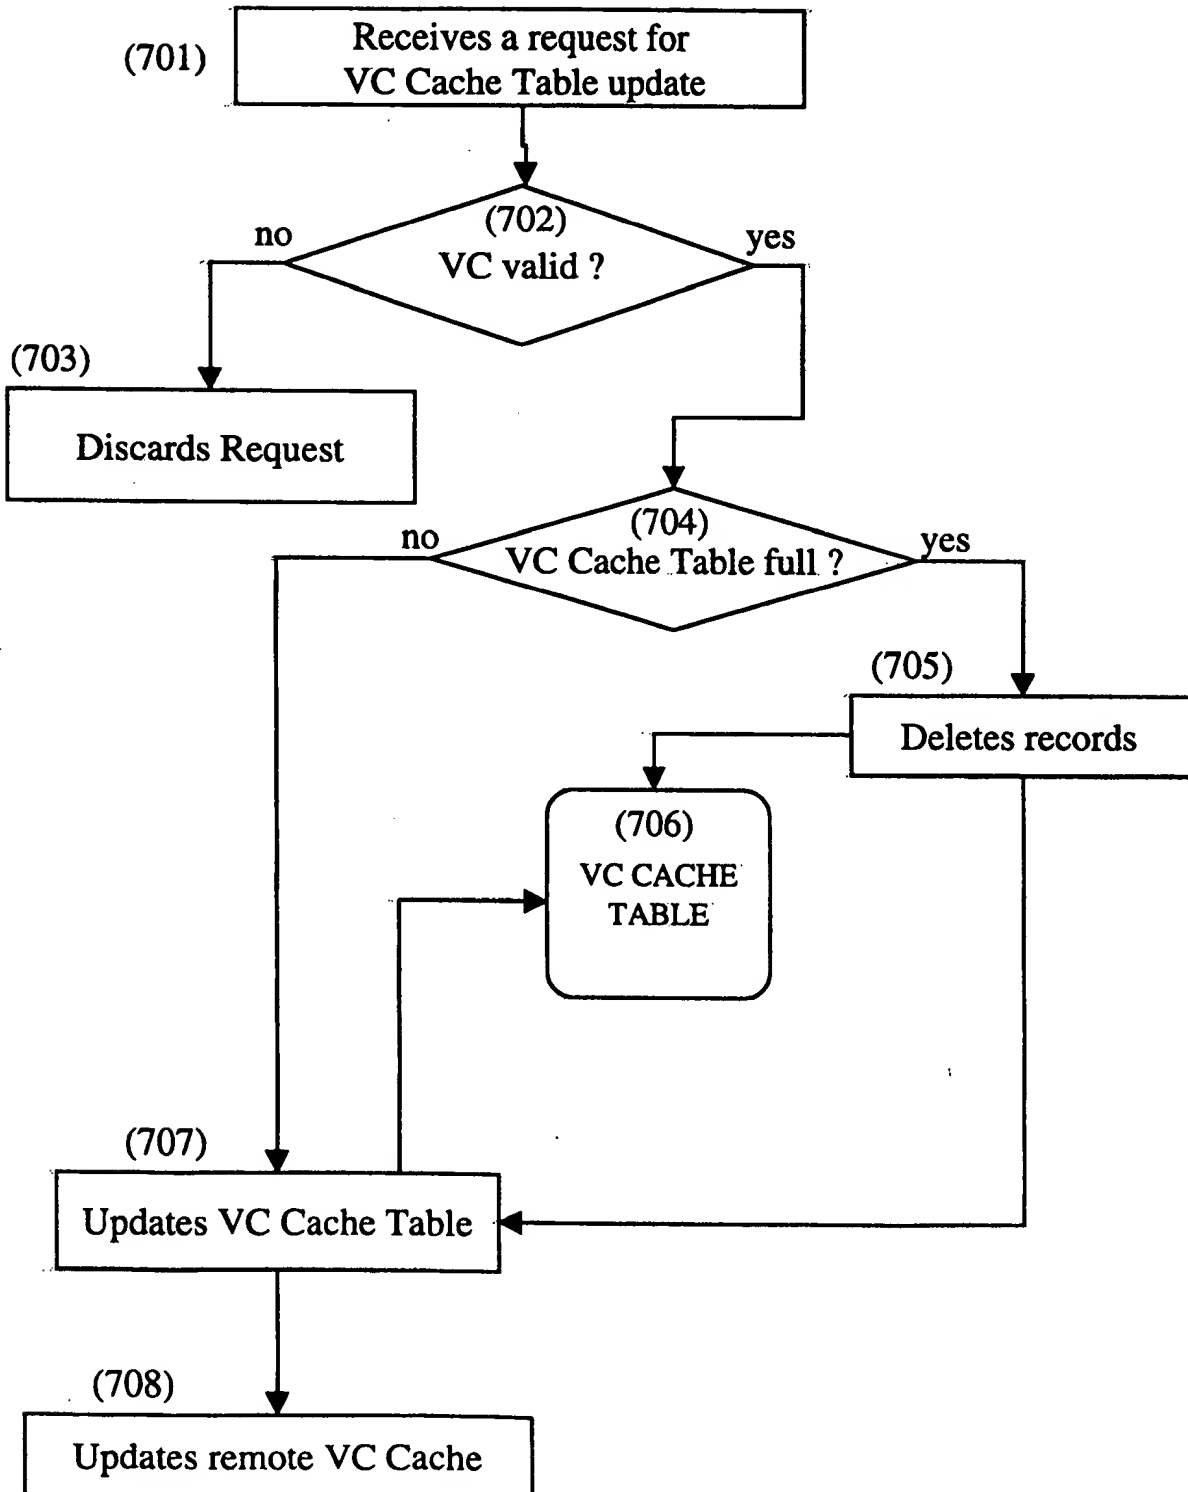 (701)
Receives a request for
VC Cache Table update
(702)
no
yes
VC valid ?
(703)
Discards Request
(704)
no
yes
VC Cache Table full ?
(705)
Deletes records
(706)
VC CACHE
TABLE
(707)
Updates VC Cache Table
(708)
Updates remote VC Cache